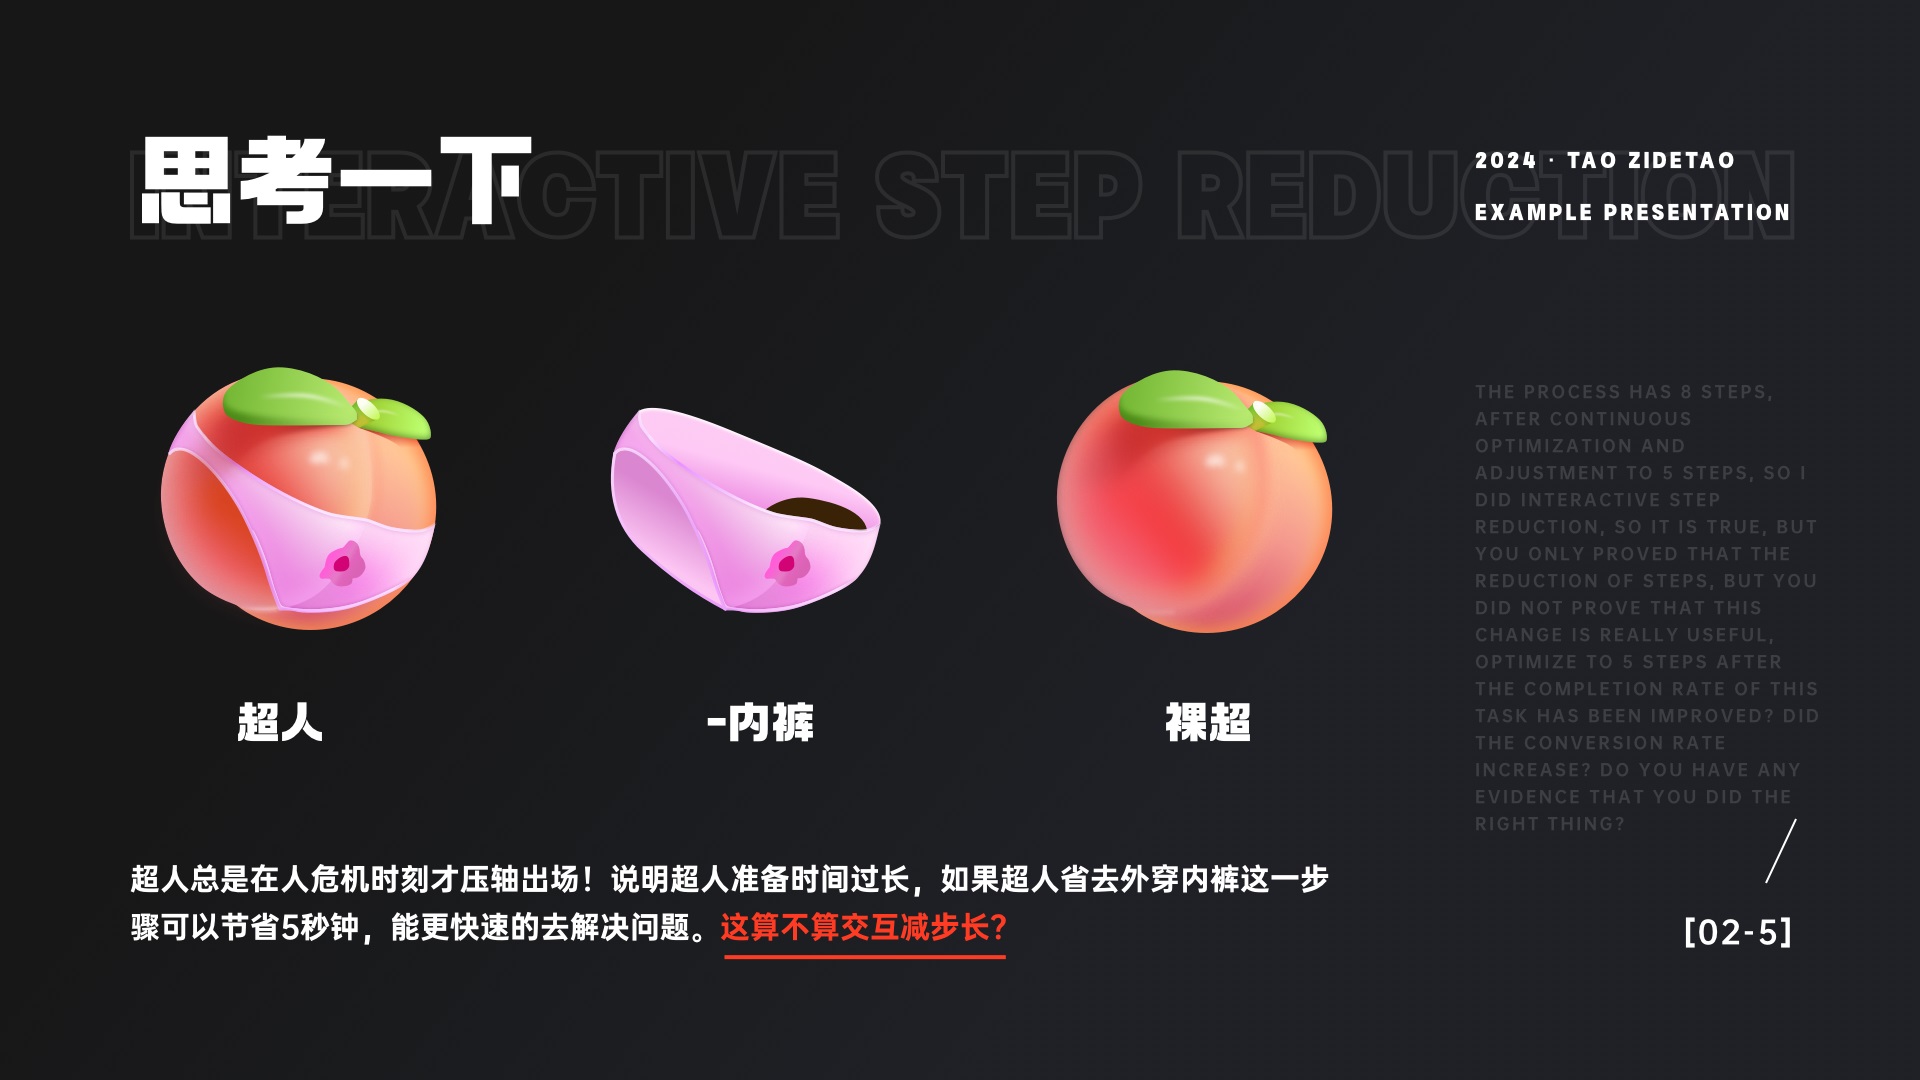 思考一下
INTERACTIVE STEP REDUCTION
2024 · TAO ZIDETAO
EXAMPLE PRESENTATION
超人
-内裤
裸超
超人总是在人危机时刻才压轴出场！说明超人准备时间过长，如果超人省去外穿内裤这一步
骤可以节省5秒钟，能更快速的去解决问题。这算不算交互减步长？
THE PROCESS HAS 8 STEPS,
AFTER CONTINUOUS
OPTIMIZATION AND
ADJUSTMENT TO 5 STEPS, SO I
DID INTERACTIVE STEP
REDUCTION, SO IT IS TRUE, BUT
YOU ONLY PROVED THAT THE
REDUCTION OF STEPS, BUT YOU
DID NOT PROVE THAT THIS
CHANGE IS REALLY USEFUL,
OPTIMIZE TO 5 STEPS AFTER
THE COMPLETION RATE OF THIS
TASK HAS BEEN IMPROVED? DID
THE CONVERSION RATE
INCREASE? DO YOU HAVE ANY
EVIDENCE THAT YOU DID THE
RIGHT THING?
[02-5]